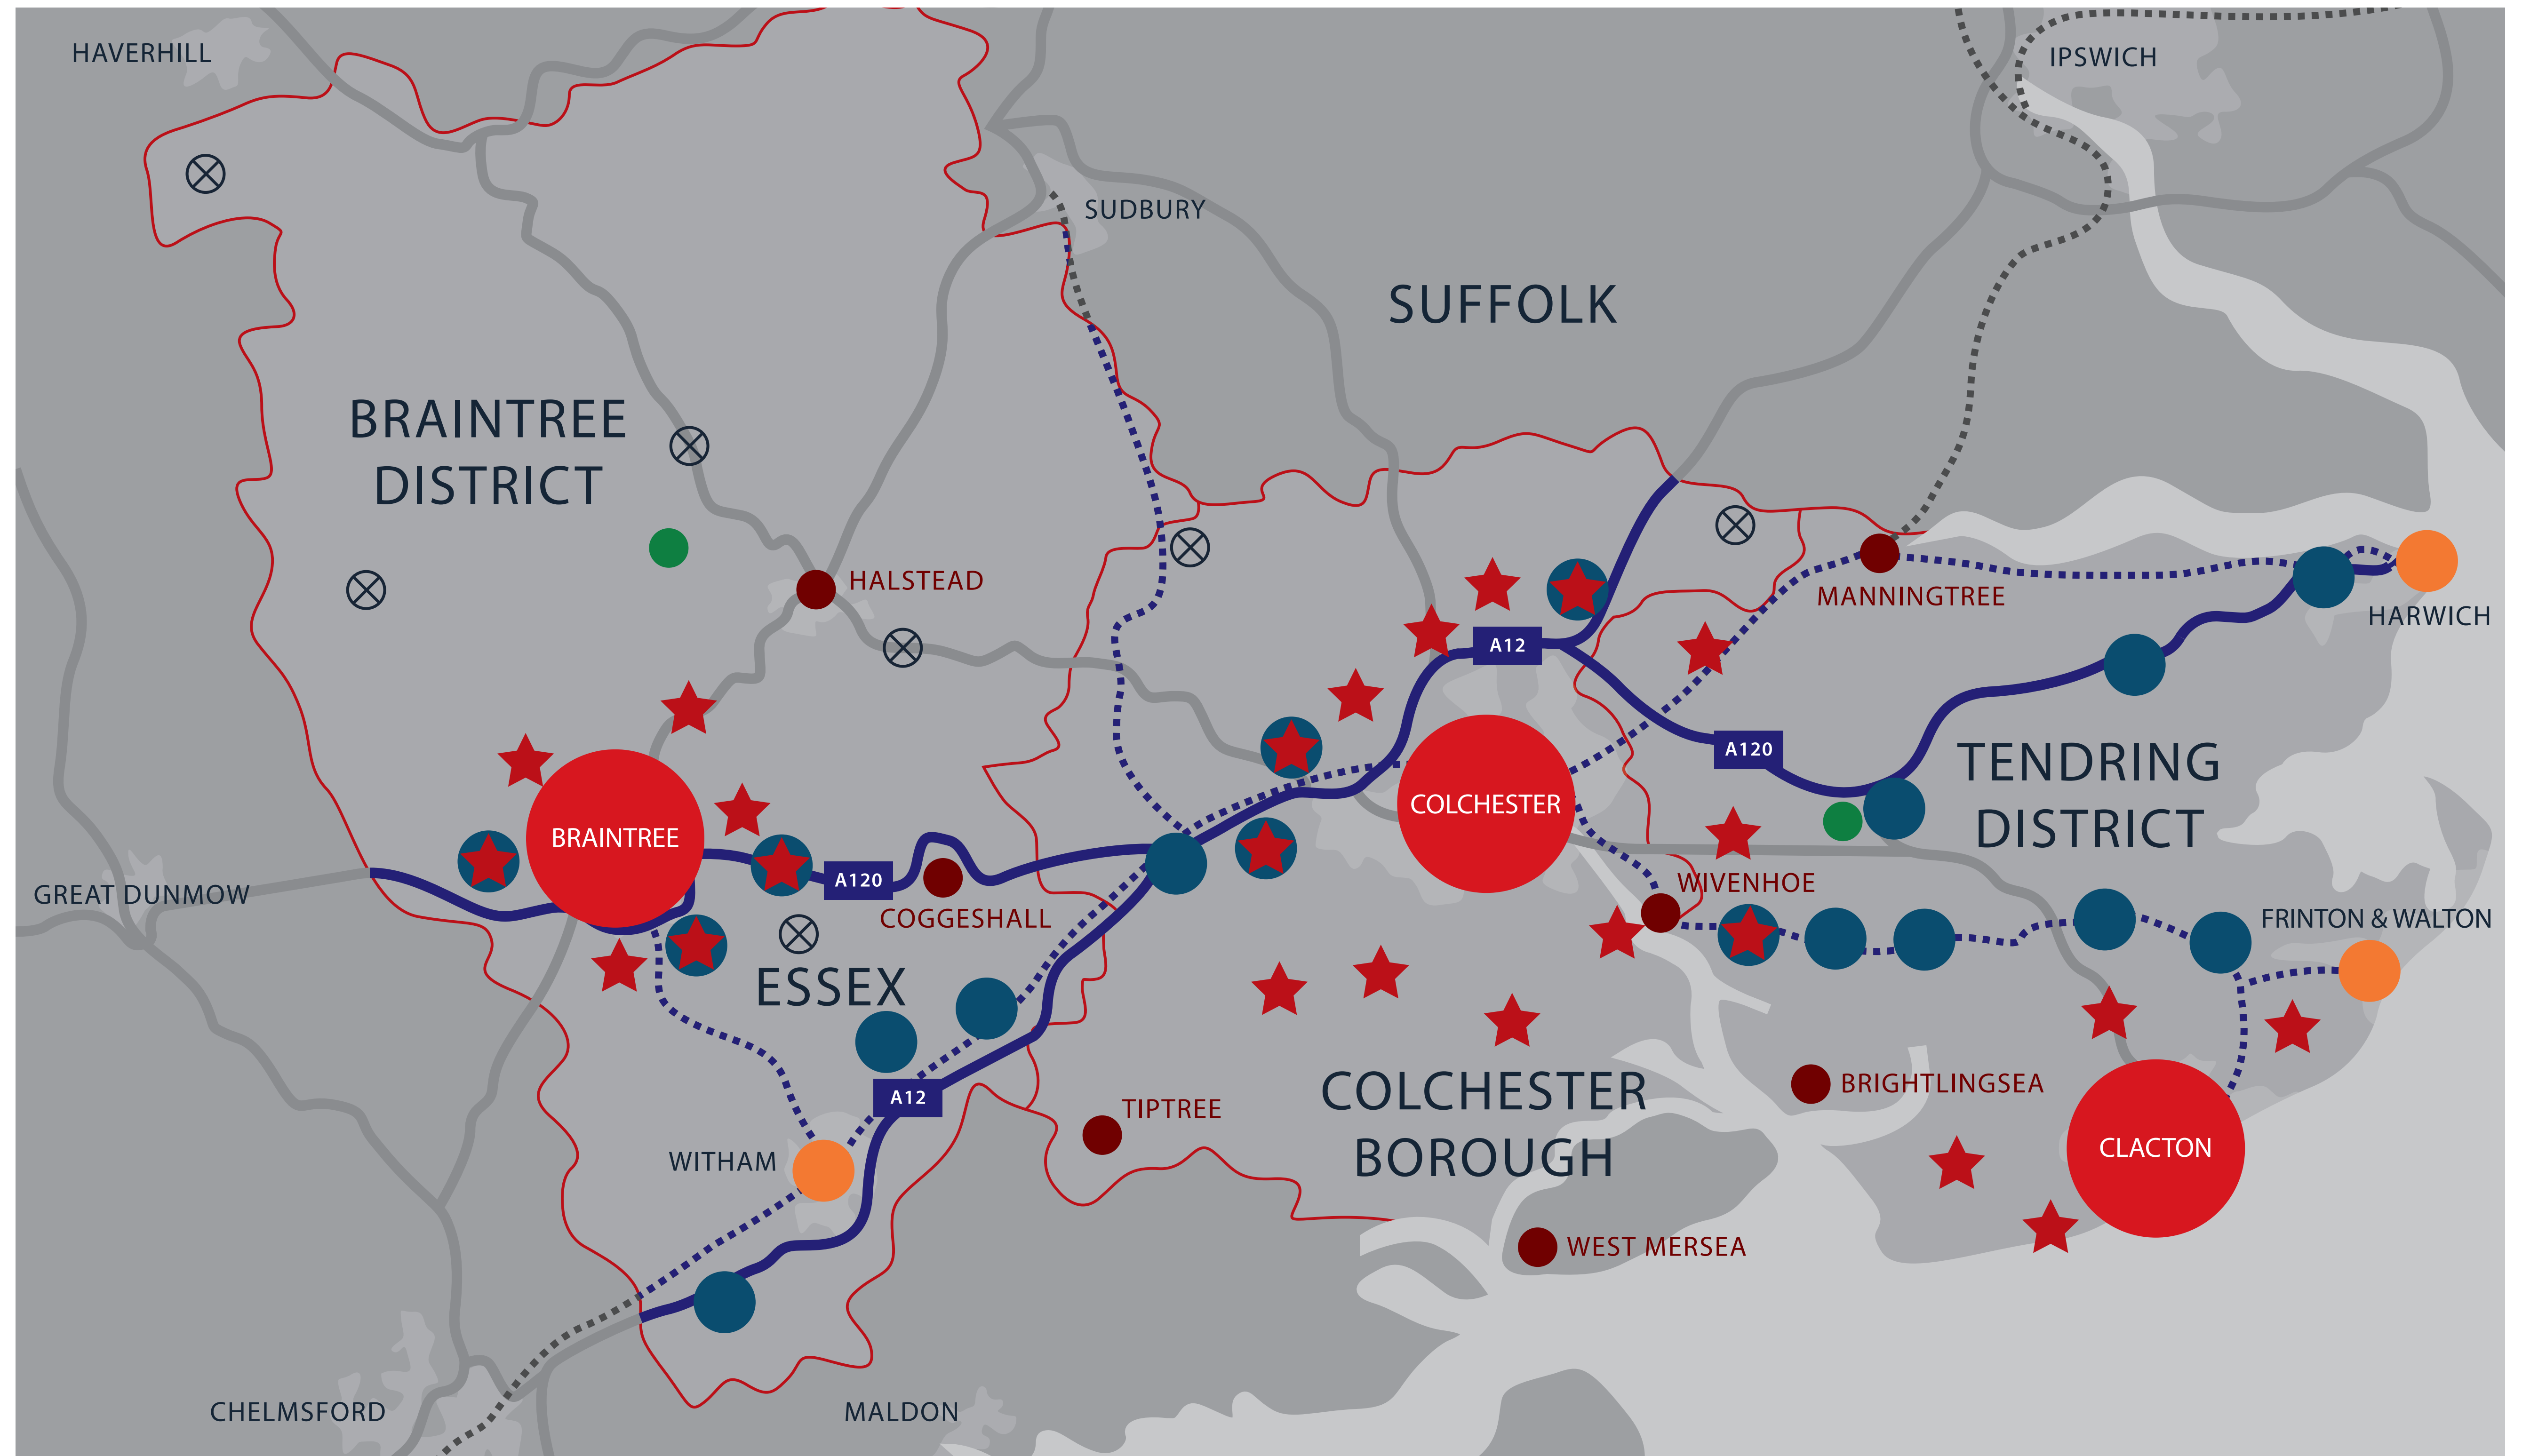 HAVERHILL
IPSWICH
SUDBURY
SUFFOLK
BRAINTREE
DISTRICT
HALSTEAD
MANNINGTREE
HARWICH
A12
A120
TENDRING
DISTRICT
COLCHESTER
BRAINTREE
A120
GREAT DUNMOW
COGGESHALL
WIVENHOE
FRINTON & WALTON
ESSEX
A12
COLCHESTER
BOROUGH
BRIGHTLINGSEA
TIPTREE
CLACTON
WITHAM
WEST MERSEA
CHELMSFORD
MALDON